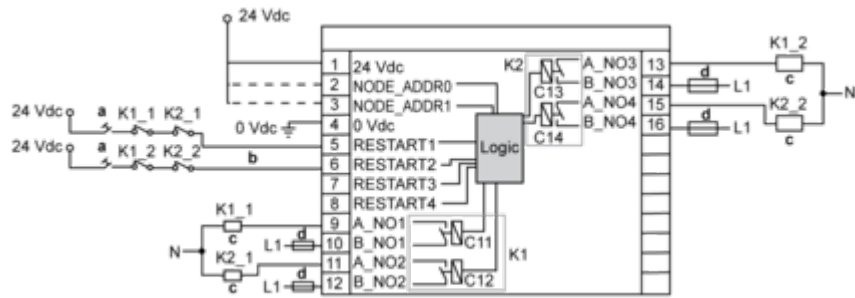 24 Vdc
1 24 Vdc
2 NODE_ADDR0
3 NODE_ADDR1
4 0 Vdc
0 Vdc
24 Vdc a K1_1 K2_1
5 RESTART1
24 Vdc a K1_2 K2_2 b
6 RESTART2
7 RESTART3
8 RESTART4
K1_1 c
9 A_NO1
N L1 d
10 B_NO1
K2_1 c
11 A_NO2
L1 d
12 B_NO2
Logic
C11
C12
K1
K2
A_NO3 13
C13
B_NO3 14
A_NO4 15
C14
B_NO4 16
K1_2 c
d L1
N
K2_2 c
d L1